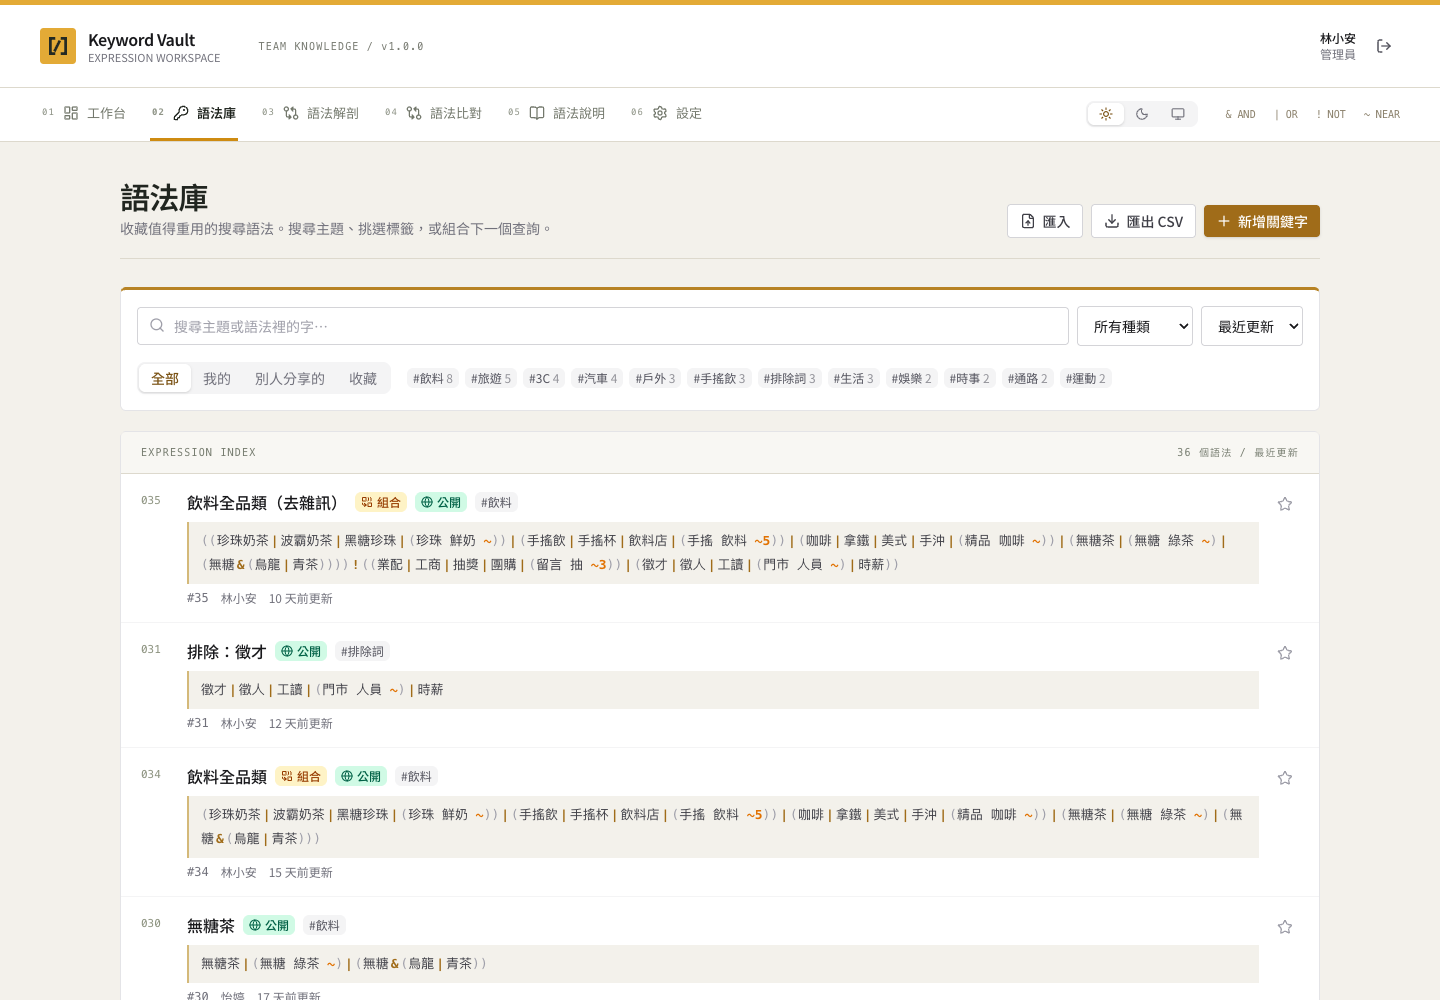 [/] Keyword Vault
EXPRESSION WORKSPACE
TEAM KNOWLEDGE / v1.0.0
林小安
管理員
01 工作台 02 語法庫 03 語法解剖 04 語法比對 05 語法說明 06 設定
& AND | OR ! NOT ~ NEAR
語法庫
收藏值得重用的搜尋語法。搜尋主題、挑選標籤，或組合下一個查詢。
匯入 匯出 CSV 新增關鍵字
搜尋主題或語法裡的字…
所有種類 最近更新
全部 我的 別人分享的 收藏 #飲料 8 #旅遊 5 #3C 4 #汽車 4 #戶外 3 #手搖飲 3 #排除詞 3 #生活 3 #娛樂 2 #時事 2 #通路 2 #運動 2
EXPRESSION INDEX 36 個語法 / 最近更新
035 飲料全品類（去雜訊） 組合 公開 #飲料
((珍珠奶茶|波霸奶茶|黑糖珍珠|(珍珠 鮮奶 ~))|(手搖飲|手搖杯|飲料店|(手搖 飲料 ~5))|(咖啡|拿鐵|美式|手沖|(精品 咖啡 ~))|(無糖茶|(無糖 綠茶 ~)|
(無糖&(烏龍|青茶))))!((業配|工商|抽獎|團購|(留言 抽 ~3))|(徵才|徵人|工讀|(門市 人員 ~)|時薪))
#35 林小安 10 天前更新
031 排除：徵才 公開 #排除詞
徵才|徵人|工讀|(門市 人員 ~)|時薪
#31 林小安 12 天前更新
034 飲料全品類 組合 公開 #飲料
(珍珠奶茶|波霸奶茶|黑糖珍珠|(珍珠 鮮奶 ~))|(手搖飲|手搖杯|飲料店|(手搖 飲料 ~5))|(咖啡|拿鐵|美式|手沖|(精品 咖啡 ~))|(無糖茶|(無糖 綠茶 ~)|(無
糖&(烏龍|青茶)))
#34 林小安 15 天前更新
030 無糖茶 公開 #飲料
無糖茶|(無糖 綠茶 ~)|(無糖&(烏龍|青茶))
#30 怡婷 17 天前更新